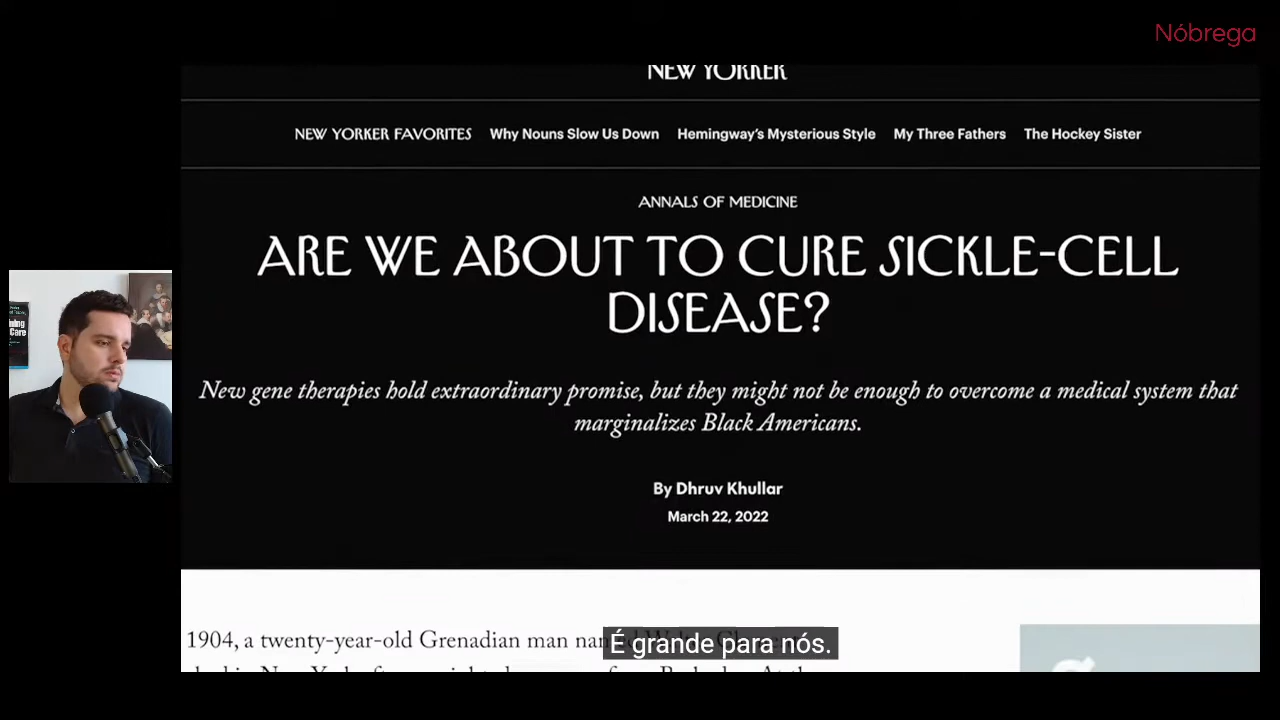 Nóbrega
NEW YORKER
NEW YORKER FAVORITES Why Nouns Slow Us Down Hemingway's Mysterious Style My Three Fathers The Hockey Sister
ANNALS OF MEDICINE
ARE WE ABOUT TO CURE SICKLE-CELL
DISEASE?
New gene therapies hold extraordinary promise, but they might not be enough to overcome a medical system that
marginalizes Black Americans.
By Dhruv Khullar
March 22, 2022
1904, a twenty-year-old Grenadian man
É grande para nós.
Care